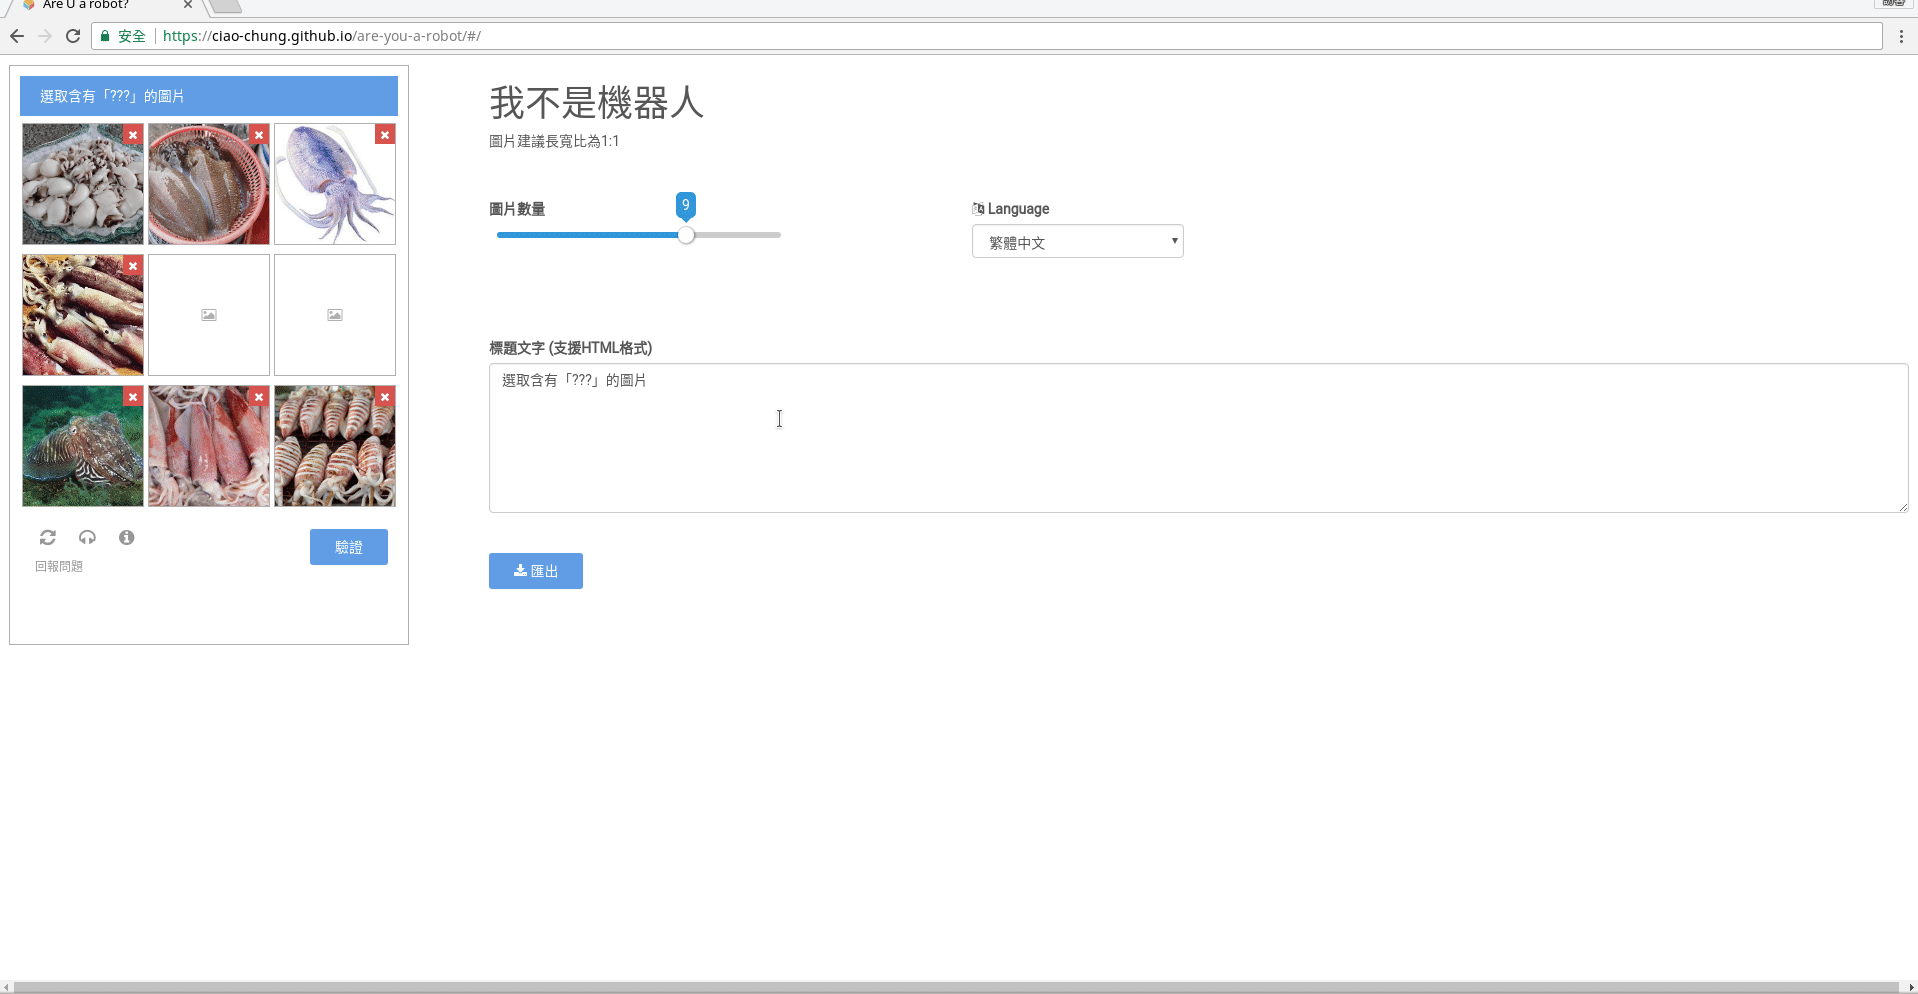 Are U a robot?
安全
https://ciao-chung.github.io/are-you-a-robot/#/
選取含有「???」的圖片
驗證
回報問題
我不是機器人
圖片建議長寬比為1:1
圖片數量
9
Language
繁體中文
標題文字 (支援HTML格式)
選取含有「???」的圖片
匯出